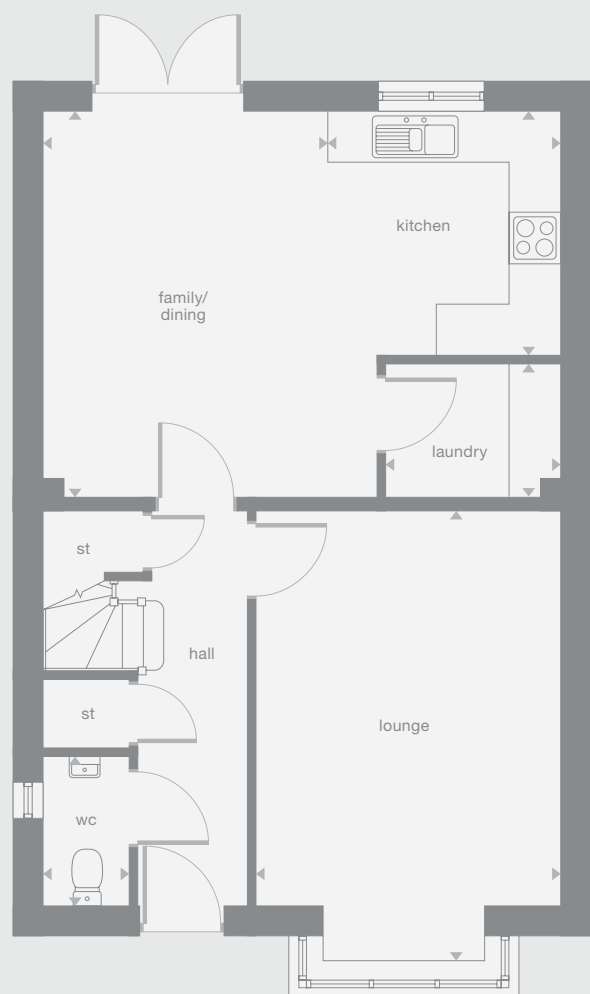 kitchen
family/
dining
laundry
st
hall
st
lounge
wc